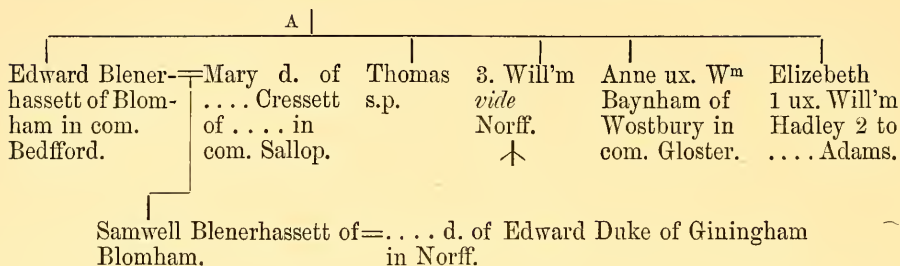 A
Edward Blener-
hassett of Blom-
ham in com.
Bedfford.
Mary d. of
.... Cressett
of .... in
com. Sallop.
Thomas
s.p.
3. Will'm
vide
Norff.
Anne ux. Wᵐ
Baynham of
Wostbury in
com. Gloster.
Elizebeth
1 ux. Will'm
Hadley 2 to
.... Adams.
Samwell Blenerhassett of=.... d. of Edward Duke of Giningham
Blomham. in Norff.